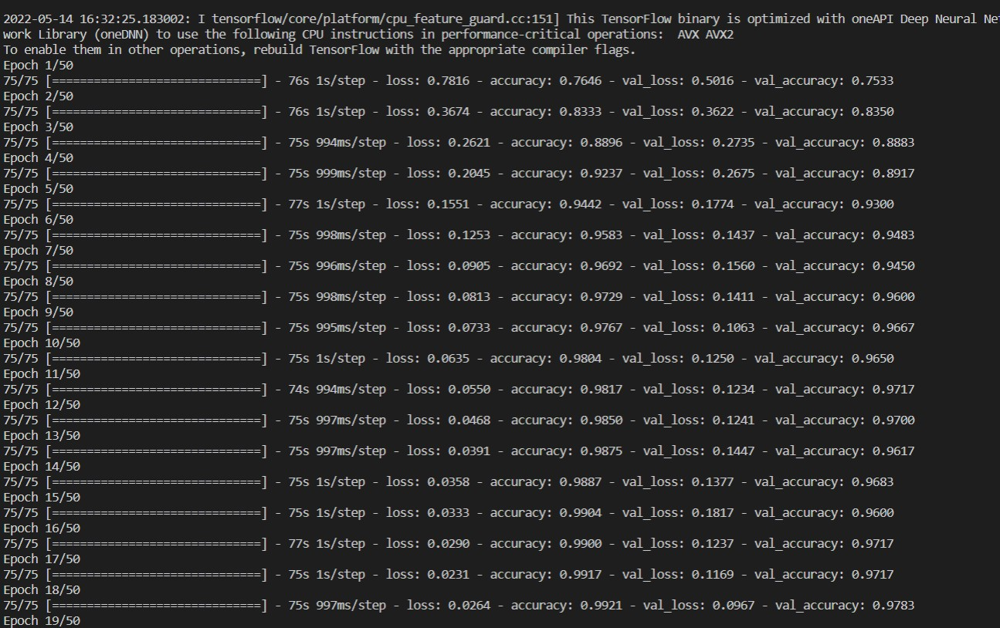 2022-05-14 16:32:25.183002: I tensorflow/core/platform/cpu_feature_guard.cc:151] This TensorFlow binary is optimized with oneAPI Deep Neural Net
work Library (oneDNN) to use the following CPU instructions in performance-critical operations:  AVX AVX2
To enable them in other operations, rebuild TensorFlow with the appropriate compiler flags.
Epoch 1/50
75/75 [==============================] - 76s 1s/step - loss: 0.7816 - accuracy: 0.7646 - val_loss: 0.5016 - val_accuracy: 0.7533
Epoch 2/50
75/75 [==============================] - 76s 1s/step - loss: 0.3674 - accuracy: 0.8333 - val_loss: 0.3622 - val_accuracy: 0.8350
Epoch 3/50
75/75 [==============================] - 75s 994ms/step - loss: 0.2621 - accuracy: 0.8896 - val_loss: 0.2735 - val_accuracy: 0.8883
Epoch 4/50
75/75 [==============================] - 75s 999ms/step - loss: 0.2045 - accuracy: 0.9237 - val_loss: 0.2675 - val_accuracy: 0.8917
Epoch 5/50
75/75 [==============================] - 77s 1s/step - loss: 0.1551 - accuracy: 0.9442 - val_loss: 0.1774 - val_accuracy: 0.9300
Epoch 6/50
75/75 [==============================] - 75s 998ms/step - loss: 0.1253 - accuracy: 0.9583 - val_loss: 0.1437 - val_accuracy: 0.9483
Epoch 7/50
75/75 [==============================] - 75s 996ms/step - loss: 0.0905 - accuracy: 0.9692 - val_loss: 0.1560 - val_accuracy: 0.9450
Epoch 8/50
75/75 [==============================] - 75s 998ms/step - loss: 0.0813 - accuracy: 0.9729 - val_loss: 0.1411 - val_accuracy: 0.9600
Epoch 9/50
75/75 [==============================] - 75s 995ms/step - loss: 0.0733 - accuracy: 0.9767 - val_loss: 0.1063 - val_accuracy: 0.9667
Epoch 10/50
75/75 [==============================] - 75s 1s/step - loss: 0.0635 - accuracy: 0.9804 - val_loss: 0.1250 - val_accuracy: 0.9650
Epoch 11/50
75/75 [==============================] - 74s 994ms/step - loss: 0.0550 - accuracy: 0.9817 - val_loss: 0.1234 - val_accuracy: 0.9717
Epoch 12/50
75/75 [==============================] - 75s 997ms/step - loss: 0.0468 - accuracy: 0.9850 - val_loss: 0.1241 - val_accuracy: 0.9700
Epoch 13/50
75/75 [==============================] - 75s 997ms/step - loss: 0.0391 - accuracy: 0.9875 - val_loss: 0.1447 - val_accuracy: 0.9617
Epoch 14/50
75/75 [==============================] - 75s 1s/step - loss: 0.0358 - accuracy: 0.9887 - val_loss: 0.1377 - val_accuracy: 0.9683
Epoch 15/50
75/75 [==============================] - 75s 1s/step - loss: 0.0333 - accuracy: 0.9904 - val_loss: 0.1817 - val_accuracy: 0.9600
Epoch 16/50
75/75 [==============================] - 77s 1s/step - loss: 0.0290 - accuracy: 0.9900 - val_loss: 0.1237 - val_accuracy: 0.9717
Epoch 17/50
75/75 [==============================] - 75s 1s/step - loss: 0.0231 - accuracy: 0.9917 - val_loss: 0.1169 - val_accuracy: 0.9717
Epoch 18/50
75/75 [==============================] - 75s 997ms/step - loss: 0.0264 - accuracy: 0.9921 - val_loss: 0.0967 - val_accuracy: 0.9783
Epoch 19/50